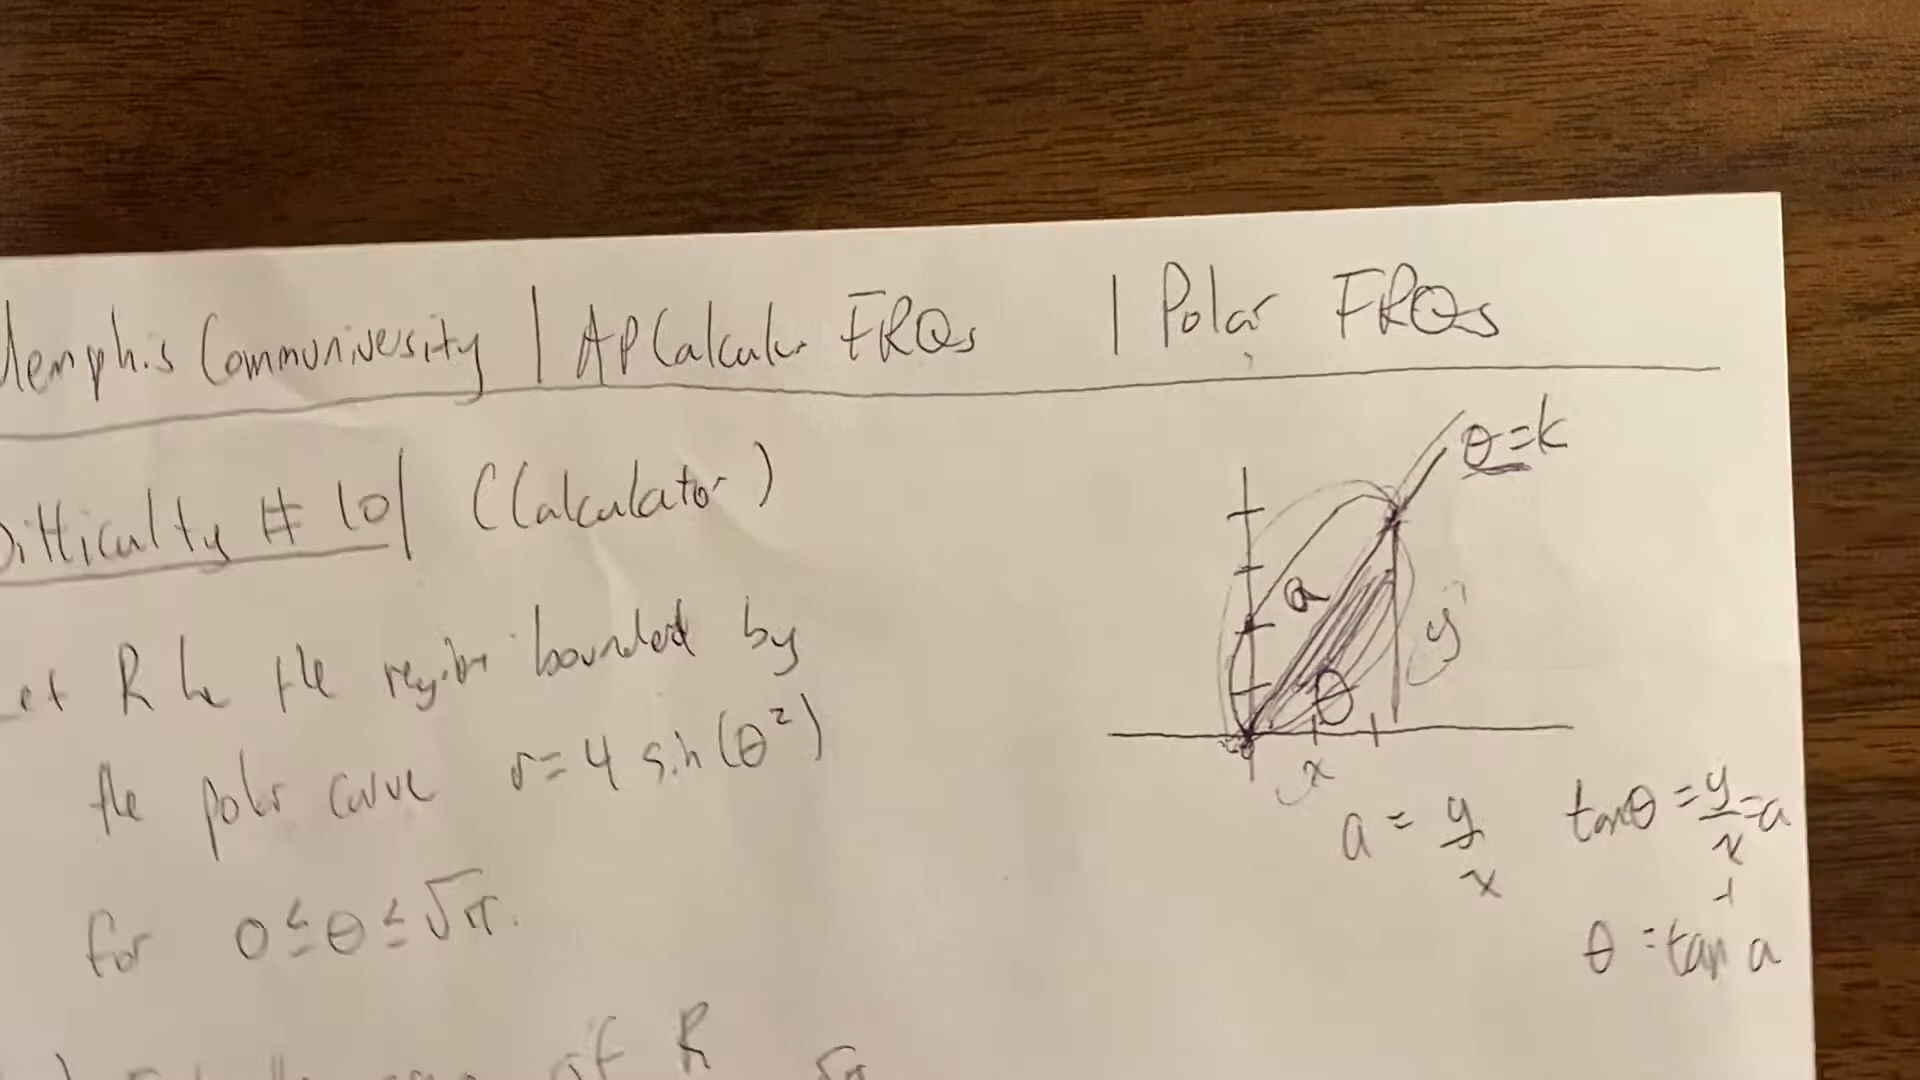 Memphis Communiversity | AP Calculus FRQs | Polar FRQs
Difficulty # 10 | (Calculator)
Let R be the region bounded by
the polar curve r = 4 sin(θ²)
for 0 ≤ θ ≤ √π.
of R
√π
θ = k
a
y
θ
x
a = y/x
tanθ = y/x = a
θ = tan⁻¹ a